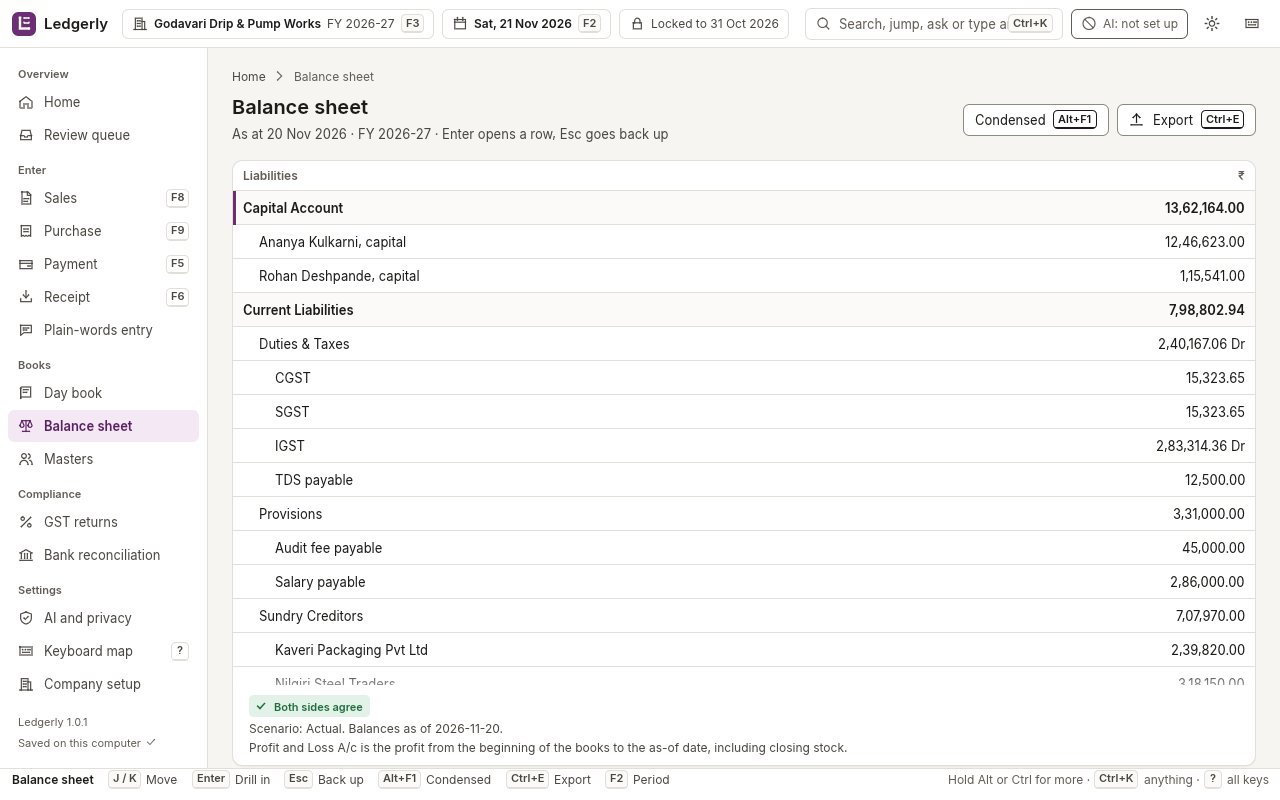 Ledgerly
Godavari Drip & Pump Works FY 2026-27 F3
Sat, 21 Nov 2026 F2
Locked to 31 Oct 2026
Search, jump, ask or type a Ctrl+K
AI: not set up
Overview
Home
Review queue
Enter
Sales F8
Purchase F9
Payment F5
Receipt F6
Plain-words entry
Books
Day book
Balance sheet
Masters
Compliance
GST returns
Bank reconciliation
Settings
AI and privacy
Keyboard map ?
Company setup
Ledgerly 1.0.1
Saved on this computer
Home > Balance sheet
Balance sheet
As at 20 Nov 2026 · FY 2026-27 · Enter opens a row, Esc goes back up
Condensed Alt+F1
Export Ctrl+E
Liabilities ₹
Capital Account 13,62,164.00
Ananya Kulkarni, capital 12,46,623.00
Rohan Deshpande, capital 1,15,541.00
Current Liabilities 7,98,802.94
Duties & Taxes 2,40,167.06 Dr
CGST 15,323.65
SGST 15,323.65
IGST 2,83,314.36 Dr
TDS payable 12,500.00
Provisions 3,31,000.00
Audit fee payable 45,000.00
Salary payable 2,86,000.00
Sundry Creditors 7,07,970.00
Kaveri Packaging Pvt Ltd 2,39,820.00
Nilgiri Steel Traders 3,18,150.00
Both sides agree
Scenario: Actual. Balances as of 2026-11-20.
Profit and Loss A/c is the profit from the beginning of the books to the as-of date, including closing stock.
Balance sheet J / K Move Enter Drill in Esc Back up Alt+F1 Condensed Ctrl+E Export F2 Period
Hold Alt or Ctrl for more · Ctrl+K anything · ? all keys